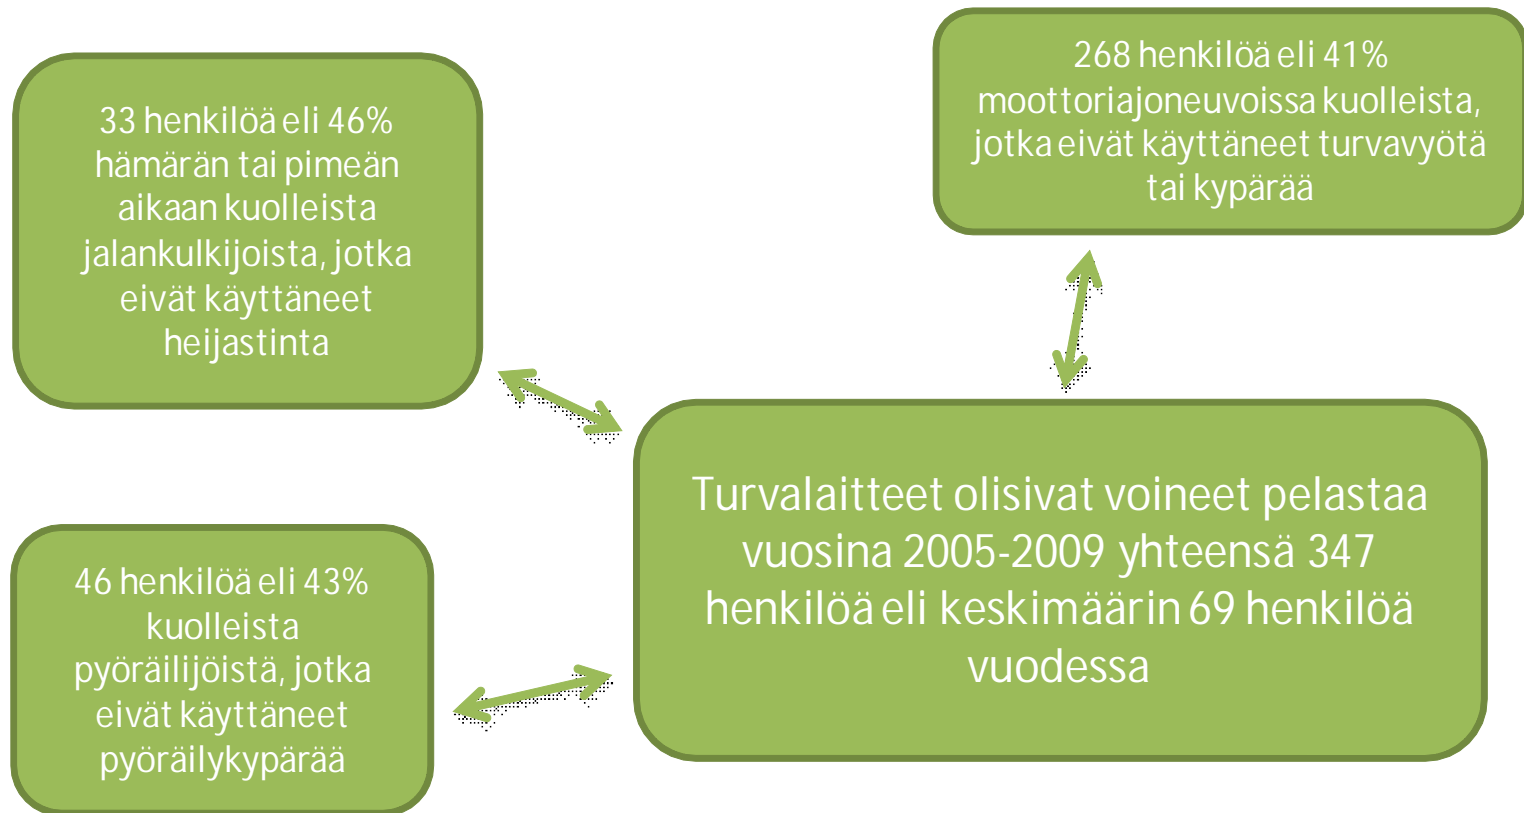 33 henkilöä eli 46%
hämärän tai pimeän
aikaan kuolleista
jalankulkijoista, jotka
eivät käyttäneet
heijastinta
268 henkilöä eli 41%
moottoriajoneuvoissa kuolleista,
jotka eivät käyttäneet turvavyötä
tai kypärää
46 henkilöä eli 43%
kuolleista
pyöräilijöistä, jotka
eivät käyttäneet
pyöräilykypärää
Turvalaitteet olisivat voineet pelastaa
vuosina 2005-2009 yhteensä 347
henkilöä eli keskimäärin 69 henkilöä
vuodessa